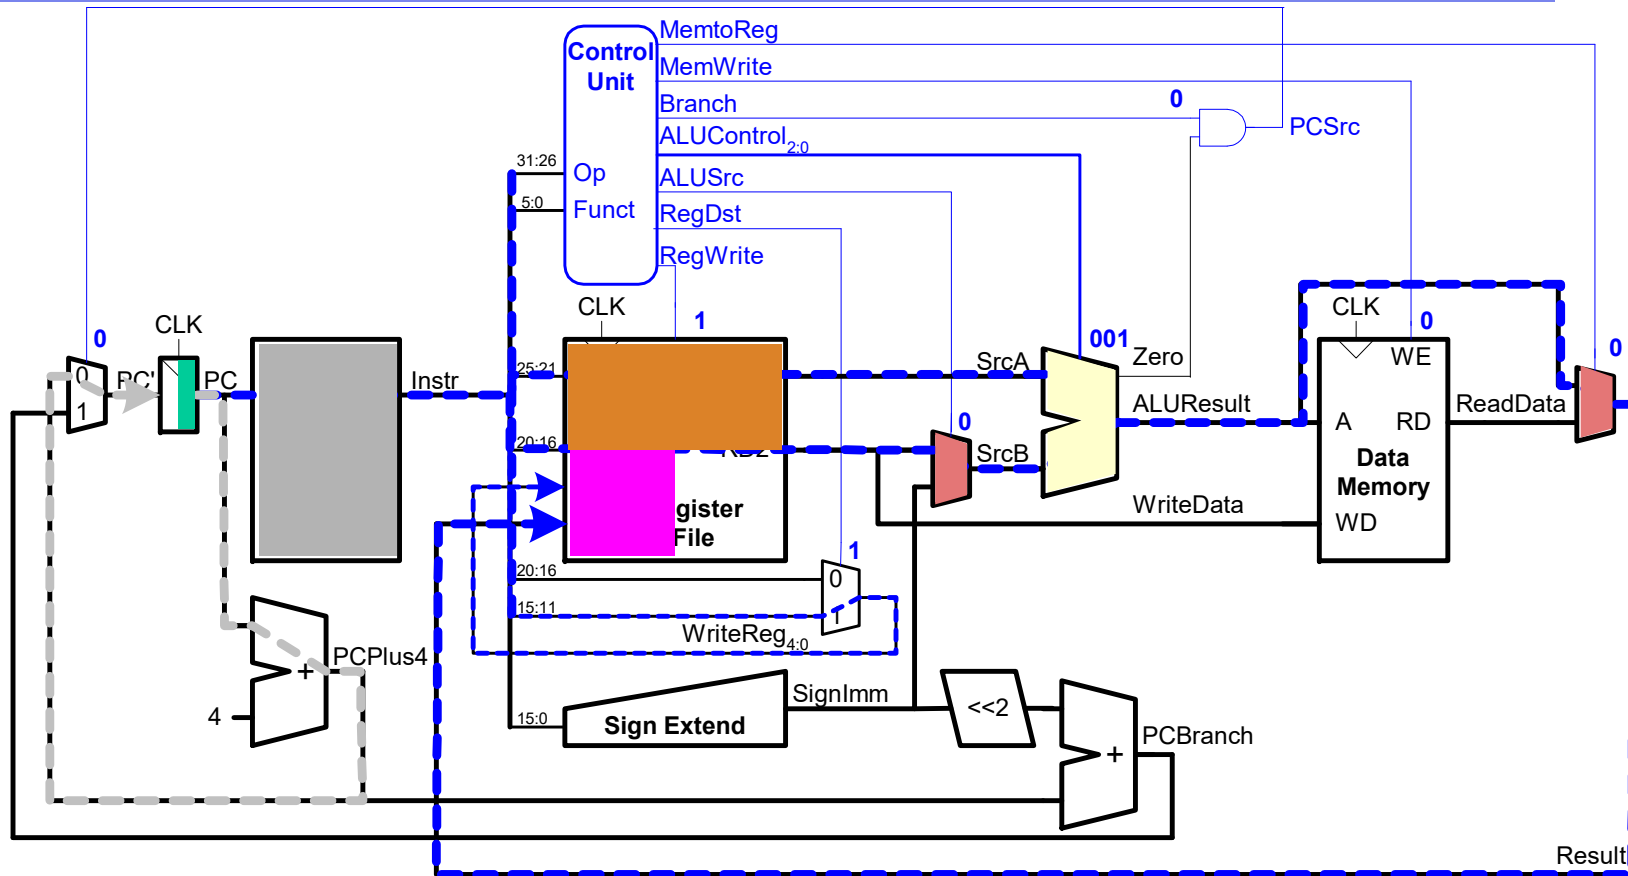 MemtoReg
Control
Unit
MemWrite
Branch
0
ALUControl2:0
PCSrc
31:26
Op
ALUSrc
5:0
Funct
RegDst
RegWrite
CLK
1
CLK
0
CLK
0
001
0
WE
Zero
0
PC'
PC
Instr
25:21
SrcA
0
1
ALUResult
A
RD
ReadData
0
20:16
RD2
SrcB
Data
Memory
gister
File
WriteData
WD
1
20:16
0
15:11
1
WriteReg4:0
PCPlus4
+
4
SignImm
15:0
Sign Extend
<<2
PCBranch
+
Result